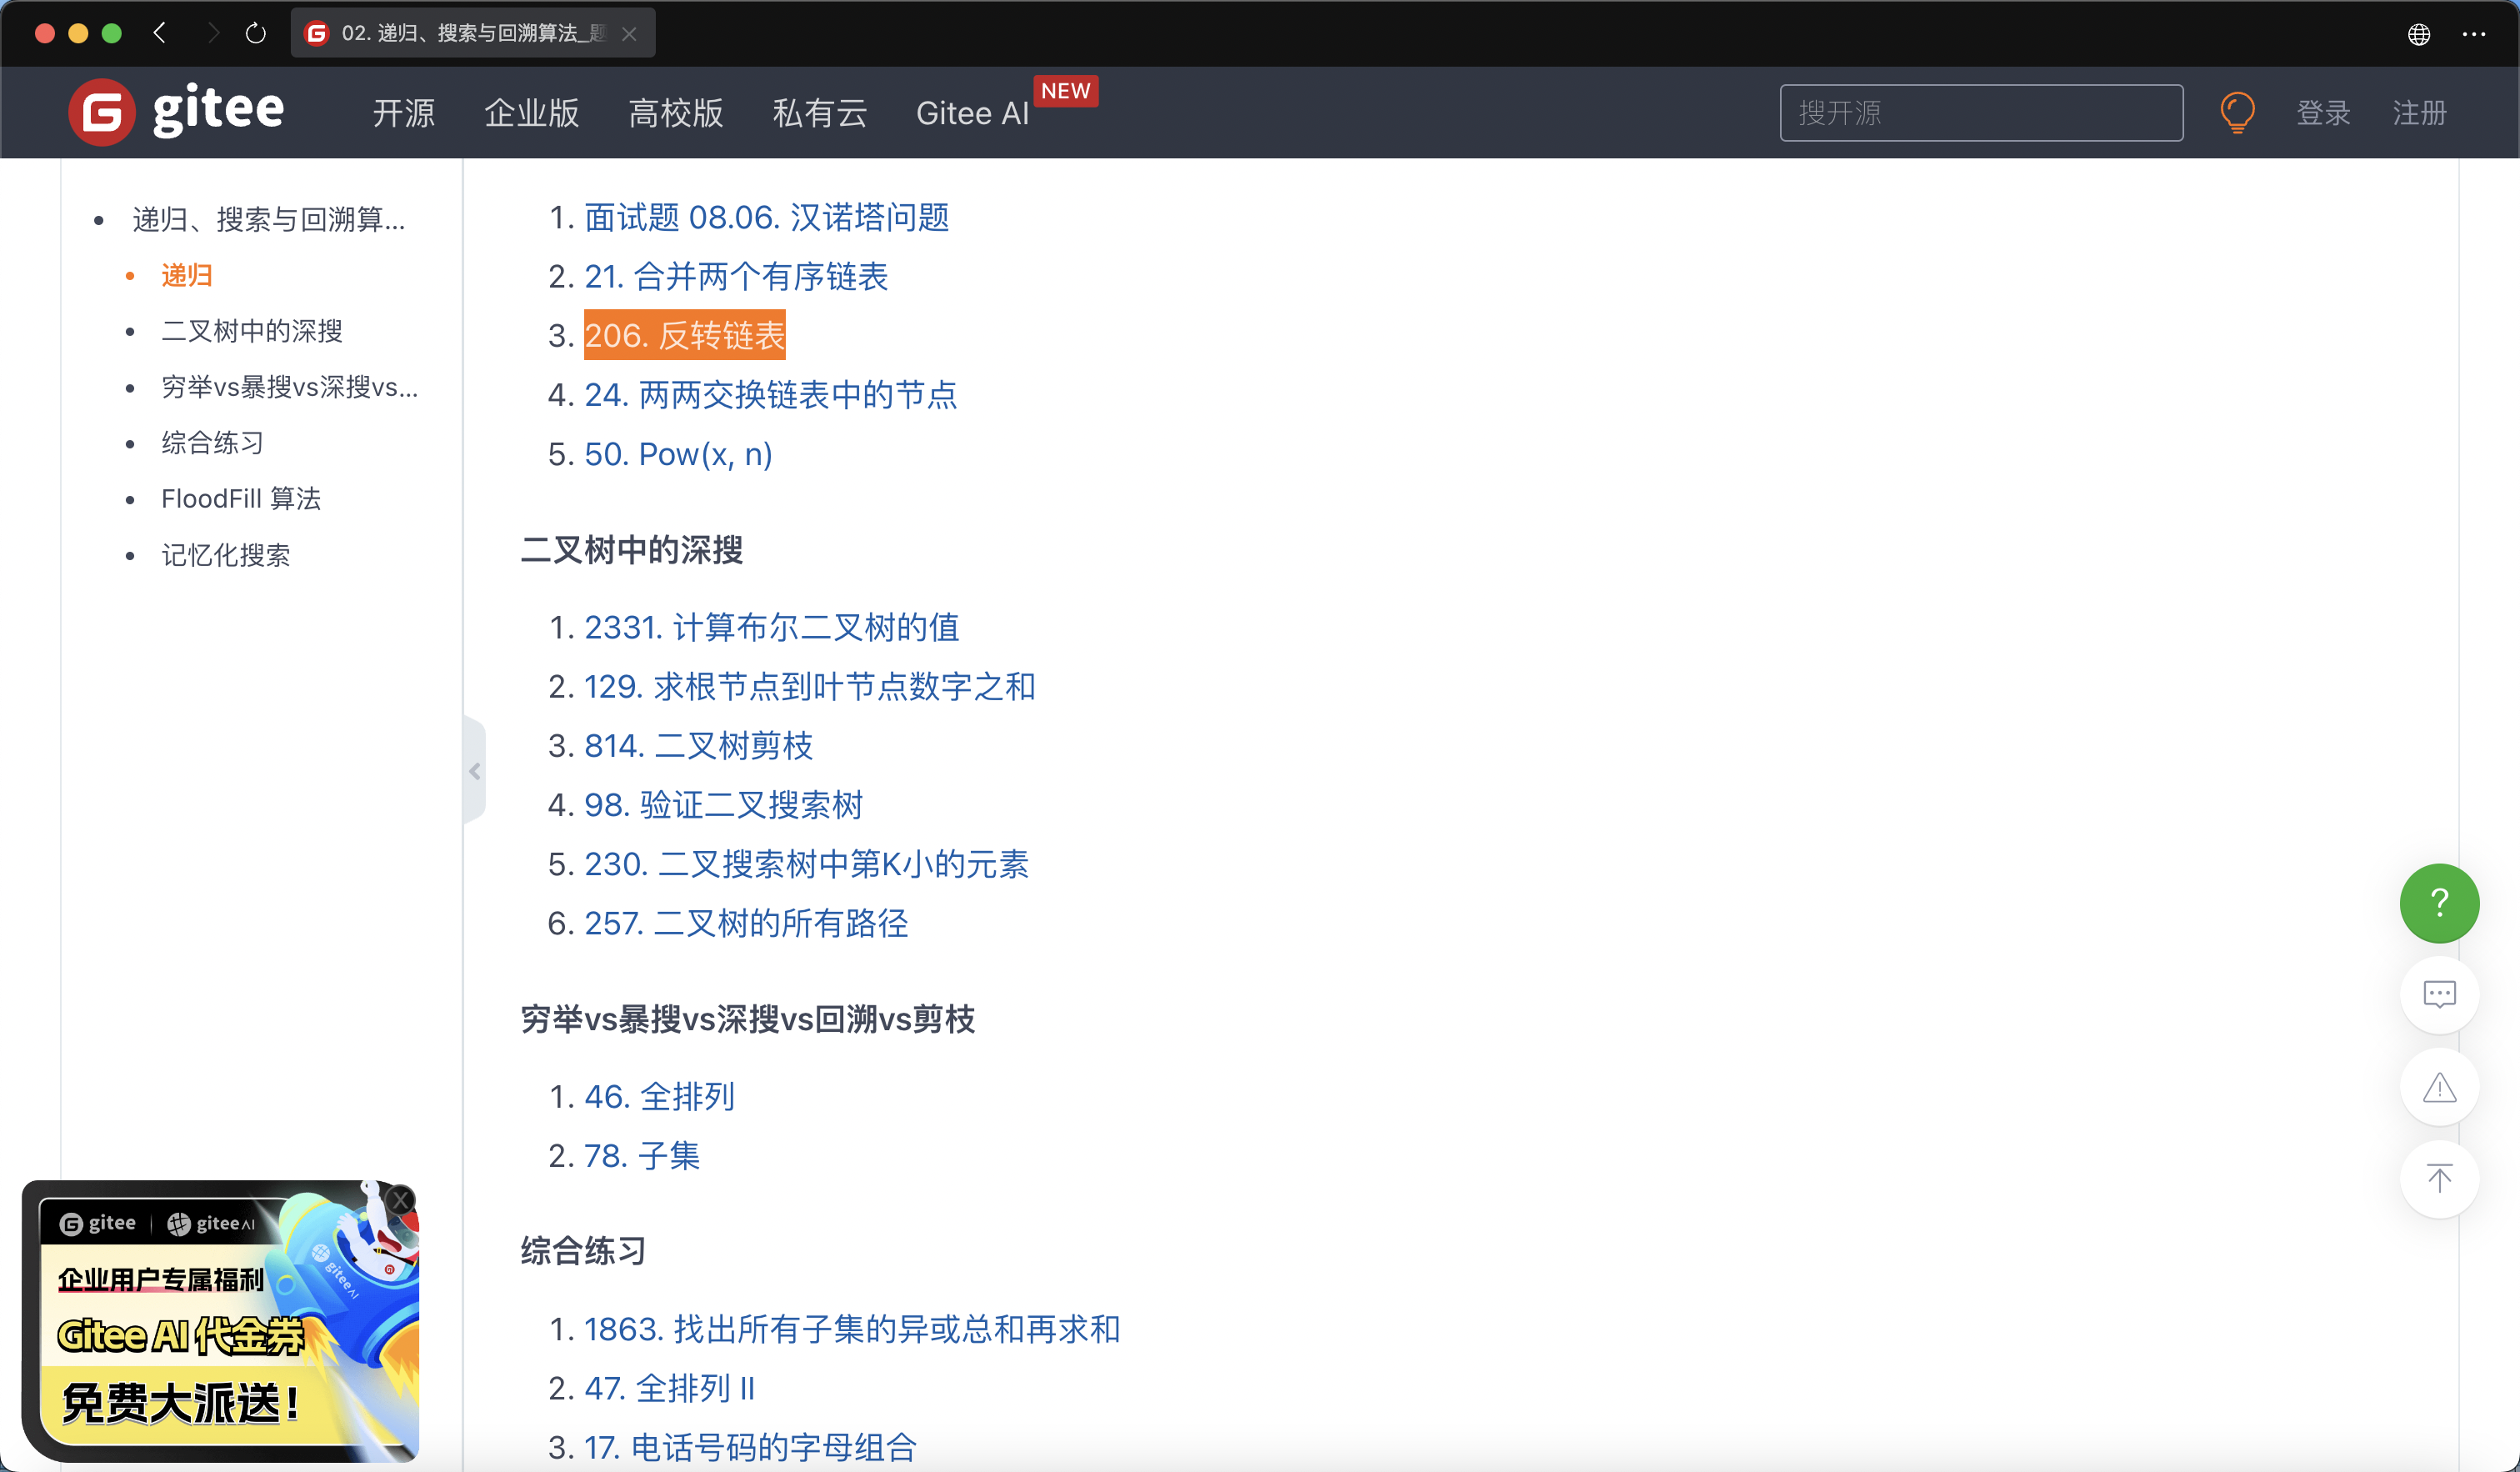 02. 递归、搜索与回溯算法_题
gitee
开源 企业版 高校版 私有云 Gitee AI NEW
搜开源
登录 注册
递归、搜索与回溯算...
递归
二叉树中的深搜
穷举vs暴搜vs深搜vs...
综合练习
FloodFill 算法
记忆化搜索
1. 面试题 08.06. 汉诺塔问题
2. 21. 合并两个有序链表
3. 206. 反转链表
4. 24. 两两交换链表中的节点
5. 50. Pow(x, n)
二叉树中的深搜
1. 2331. 计算布尔二叉树的值
2. 129. 求根节点到叶节点数字之和
3. 814. 二叉树剪枝
4. 98. 验证二叉搜索树
5. 230. 二叉搜索树中第K小的元素
6. 257. 二叉树的所有路径
穷举vs暴搜vs深搜vs回溯vs剪枝
1. 46. 全排列
2. 78. 子集
综合练习
1. 1863. 找出所有子集的异或总和再求和
2. 47. 全排列 II
3. 17. 电话号码的字母组合
gitee | gitee AI
企业用户专属福利
Gitee AI 代金券
免费大派送!
gitee AI